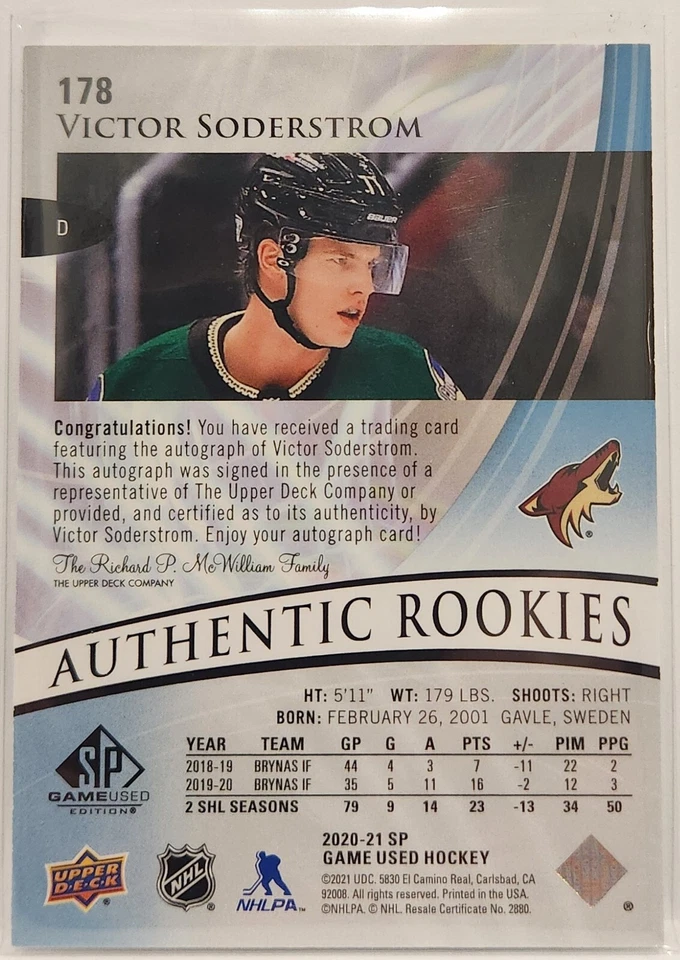 178
VICTOR SODERSTROM
11
BAUER
D
Congratulations! You have received a trading card
featuring the autograph of Victor Soderstrom.
This autograph was signed in the presence of a
representative of The Upper Deck Company or
provided, and certified as to its authenticity, by
Victor Soderstrom. Enjoy your autograph card!
The Richard P. McWilliam Family
THE UPPER DECK COMPANY
AUTHENTIC ROOKIES
HT: 5'11" WT: 179 LBS. SHOOTS: RIGHT
BORN: FEBRUARY 26, 2001 GAVLE, SWEDEN
YEAR TEAM GP G A PTS +/- PIM PPG
2018-19 BRYNAS IF 44 4 3 7 -11 22 2
2019-20 BRYNAS IF 35 5 11 16 -2 12 3
2 SHL SEASONS 79 9 14 23 -13 34 50
SP
GAMEUSED
EDITION®
2020-21 SP
GAME USED HOCKEY
©2021 UDC. 5830 El Camino Real, Carlsbad, CA
92008. All rights reserved. Printed in the USA.
©NHLPA. © NHL. Resale Certificate No. 2880.
UPPER
D·E·C·K®
NHL®
NHLPA™
®